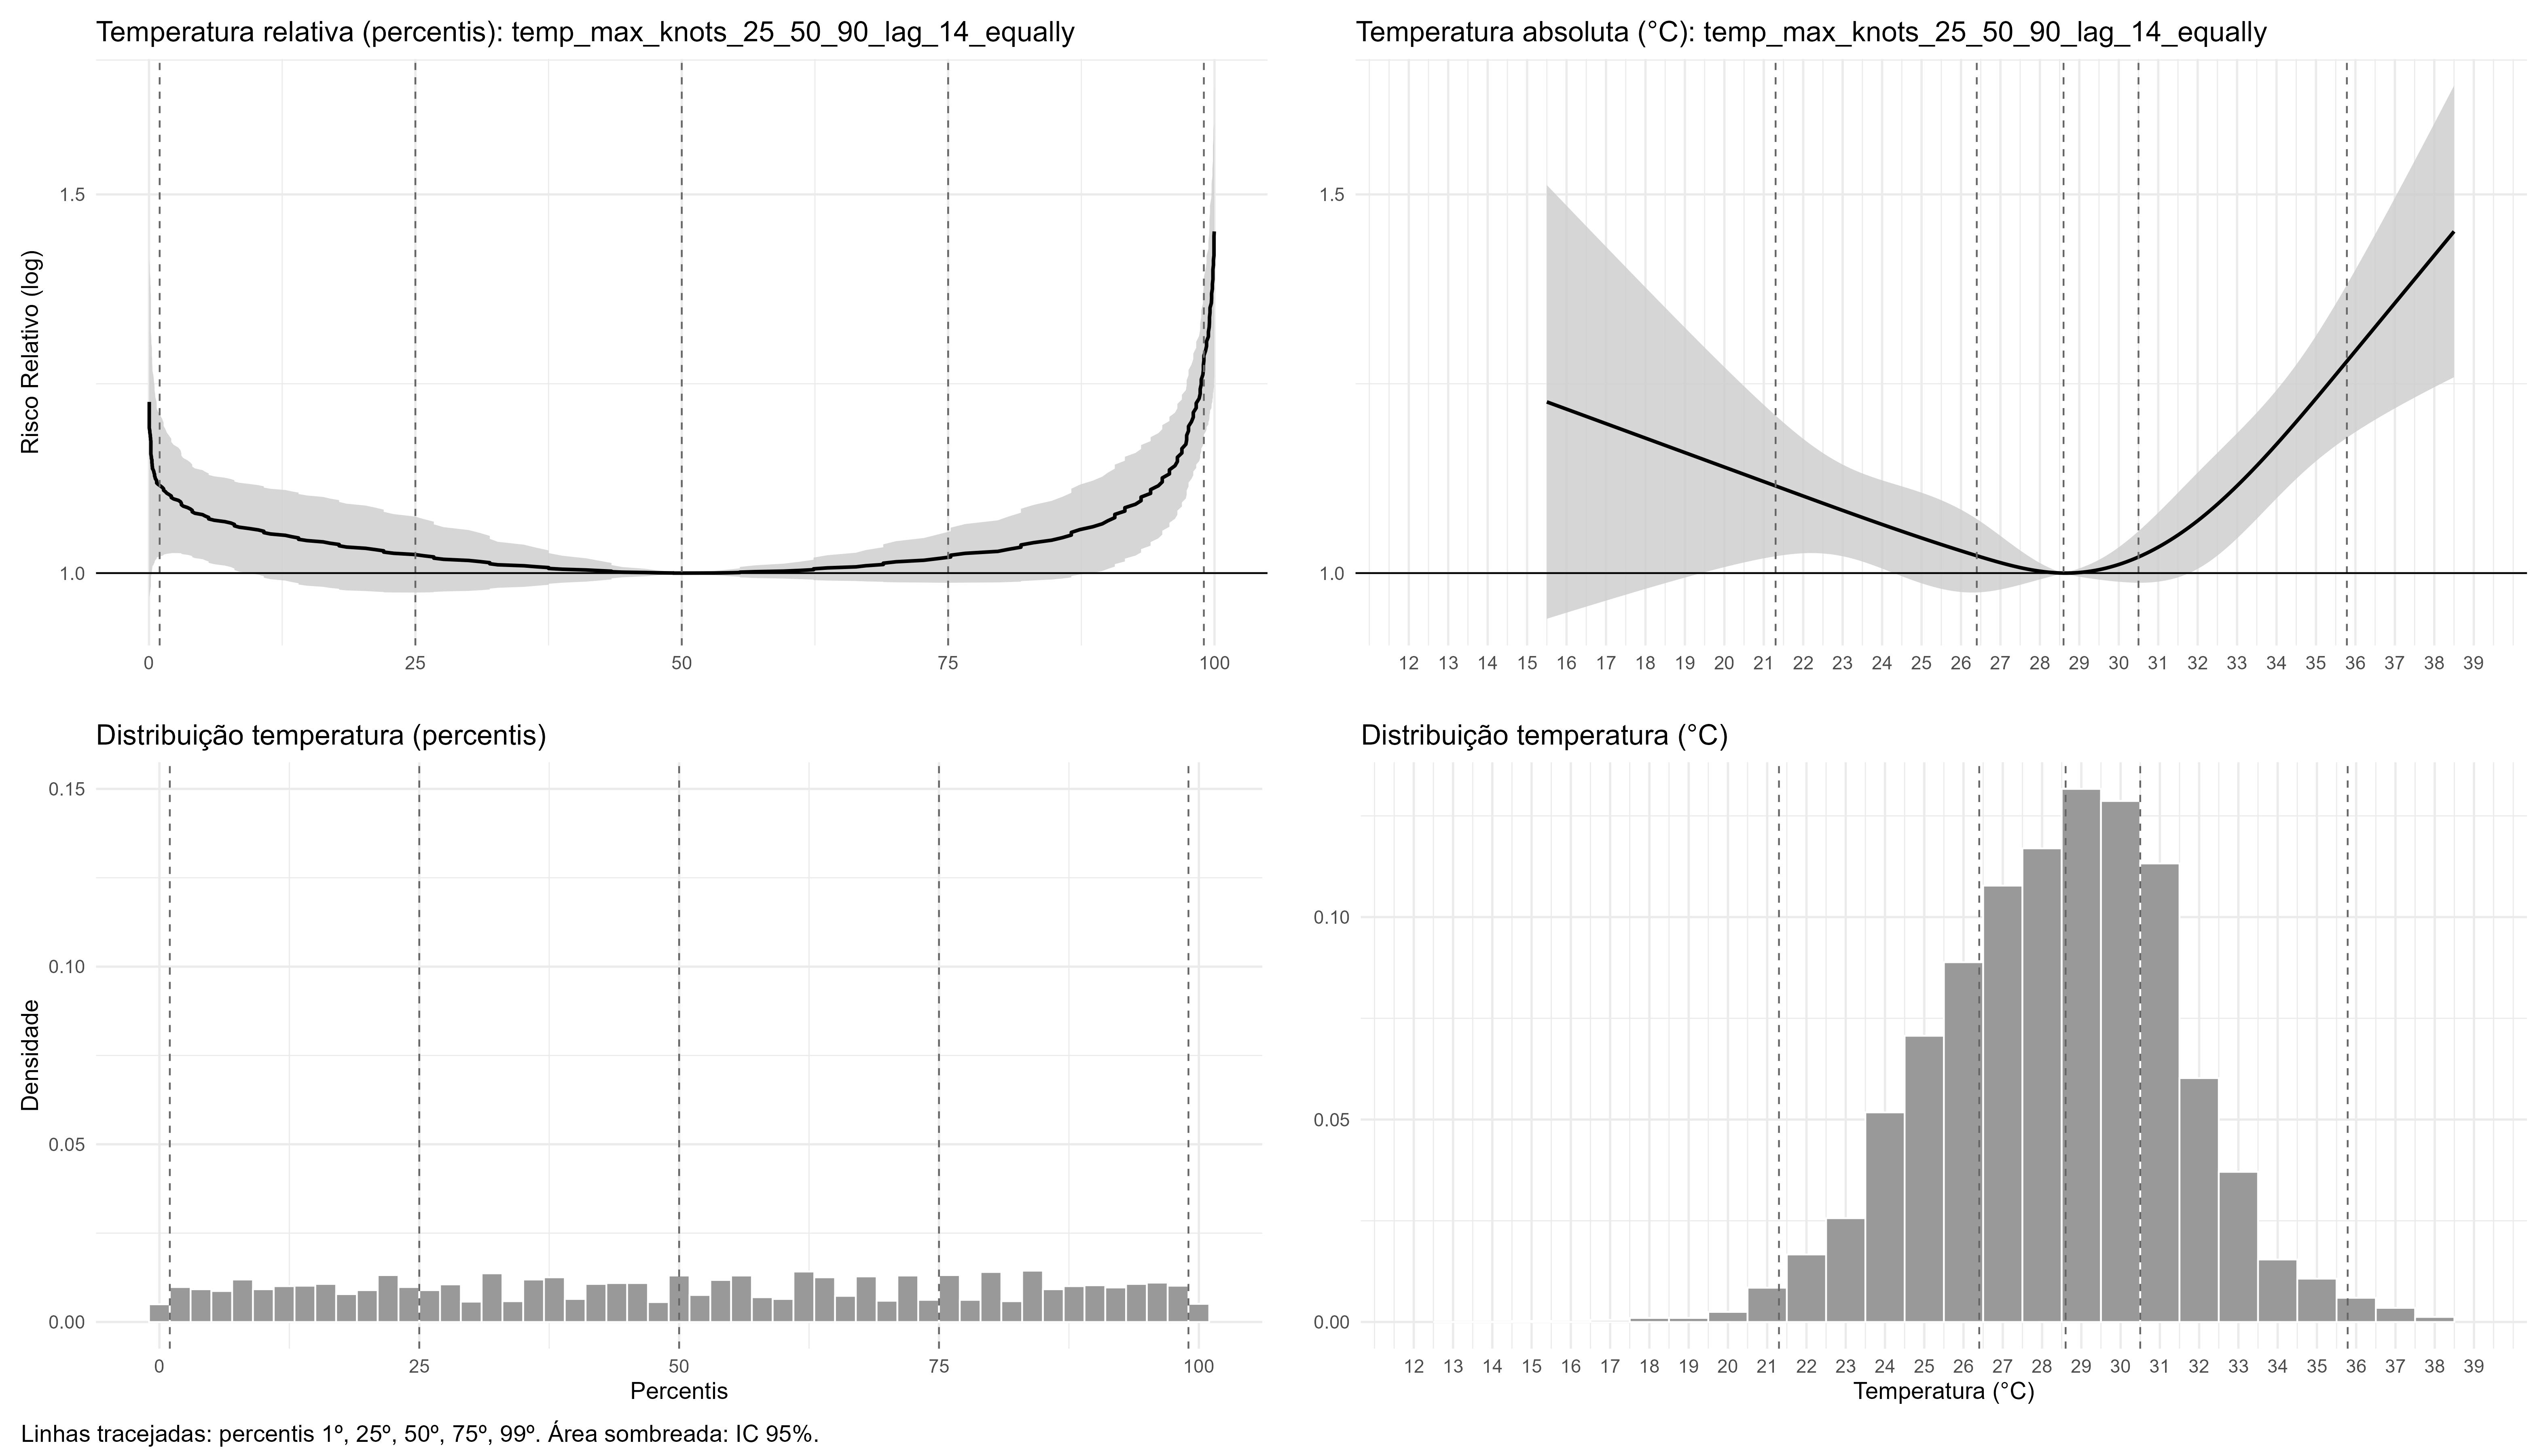 Temperatura relativa (percentis): temp_max_knots_25_50_90_lag_14_equally
Risco Relativo (log)
1.5
1.0
0 25 50 75 100
Temperatura absoluta (°C): temp_max_knots_25_50_90_lag_14_equally
1.5
1.0
12 13 14 15 16 17 18 19 20 21 22 23 24 25 26 27 28 29 30 31 32 33 34 35 36 37 38 39
Distribuição temperatura (percentis)
Densidade
0.15
0.10
0.05
0.00
0 25 50 75 100
Percentis
Distribuição temperatura (°C)
0.10
0.05
0.00
12 13 14 15 16 17 18 19 20 21 22 23 24 25 26 27 28 29 30 31 32 33 34 35 36 37 38 39
Temperatura (°C)
Linhas tracejadas: percentis 1º, 25º, 50º, 75º, 99º. Área sombreada: IC 95%.